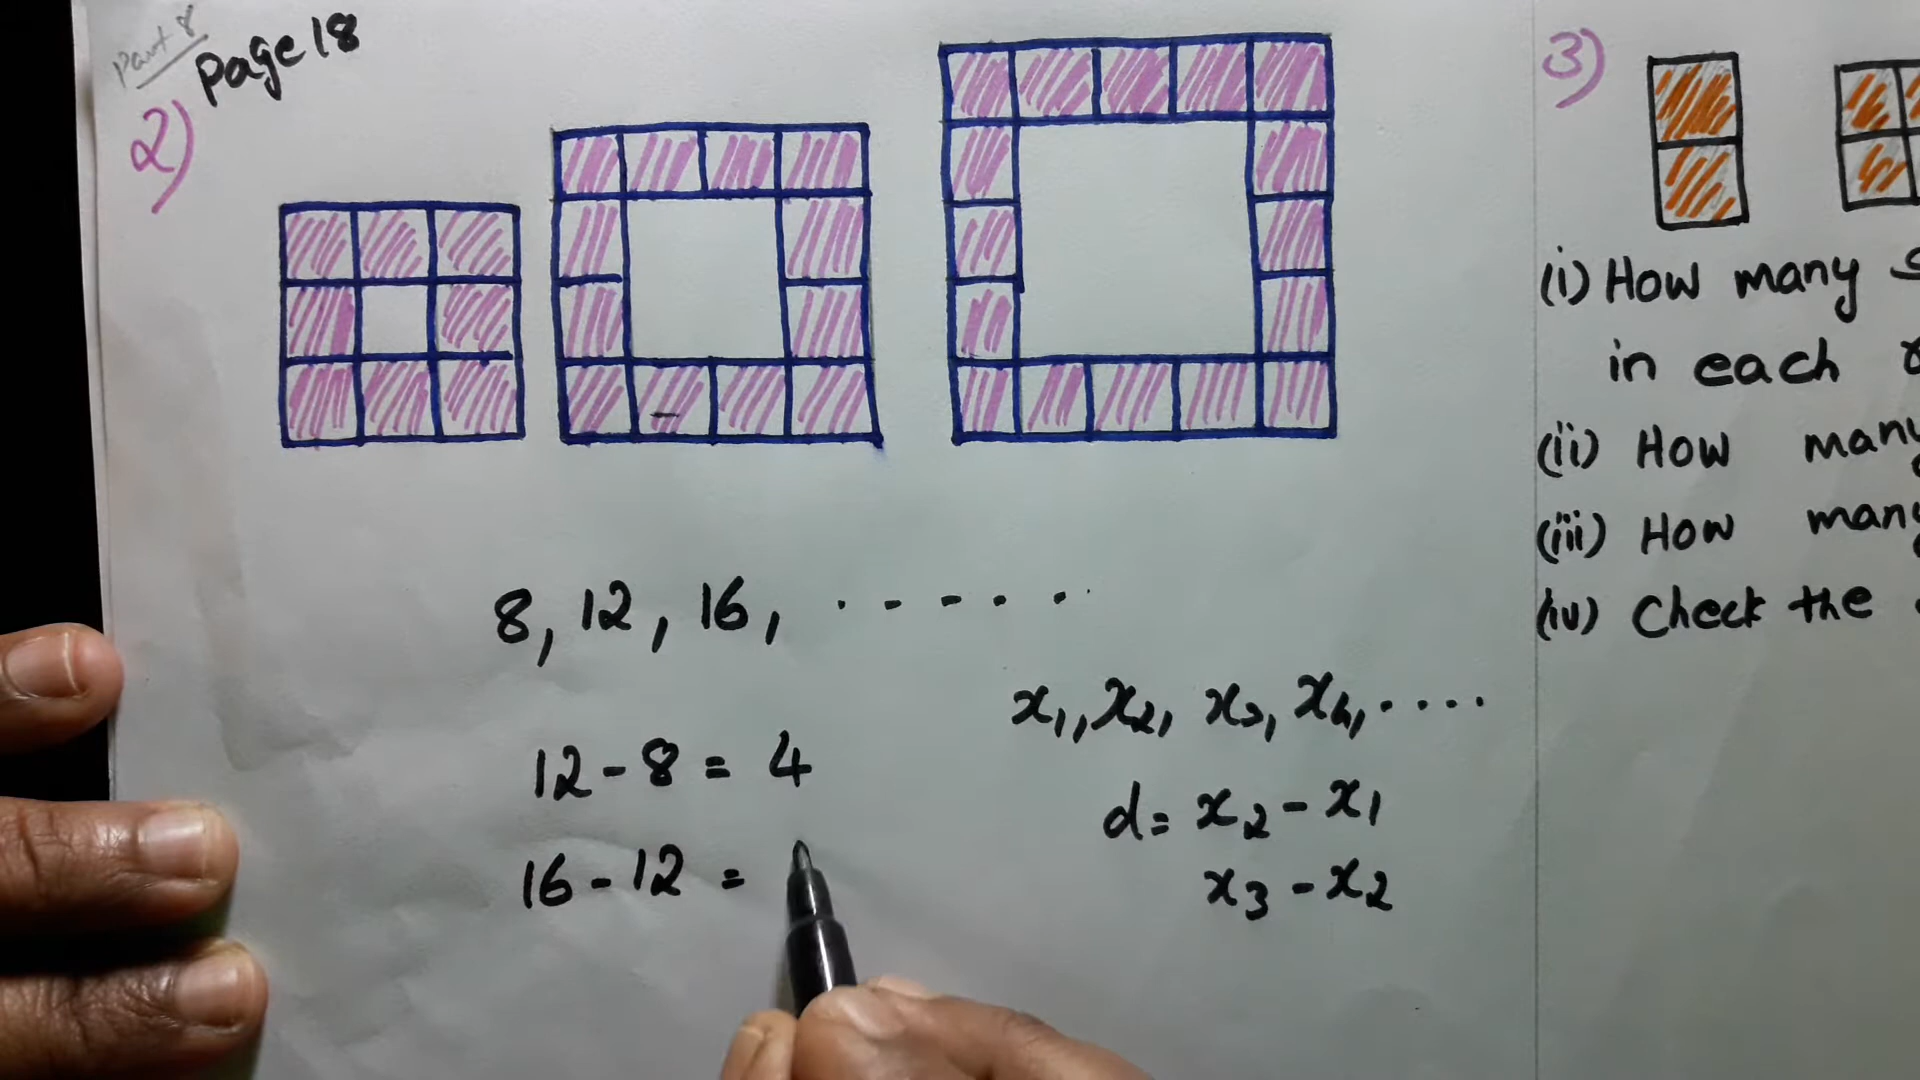 Part 8
Page 18
2)
8, 12, 16, . - - - .
12 - 8 = 4
16 - 12 =
x1, x2, x3, x4, .....
d = x2 - x1
x3 - x2
3)
(i) How many
in each
(ii) How many
(iii) How many
(iv) Check the